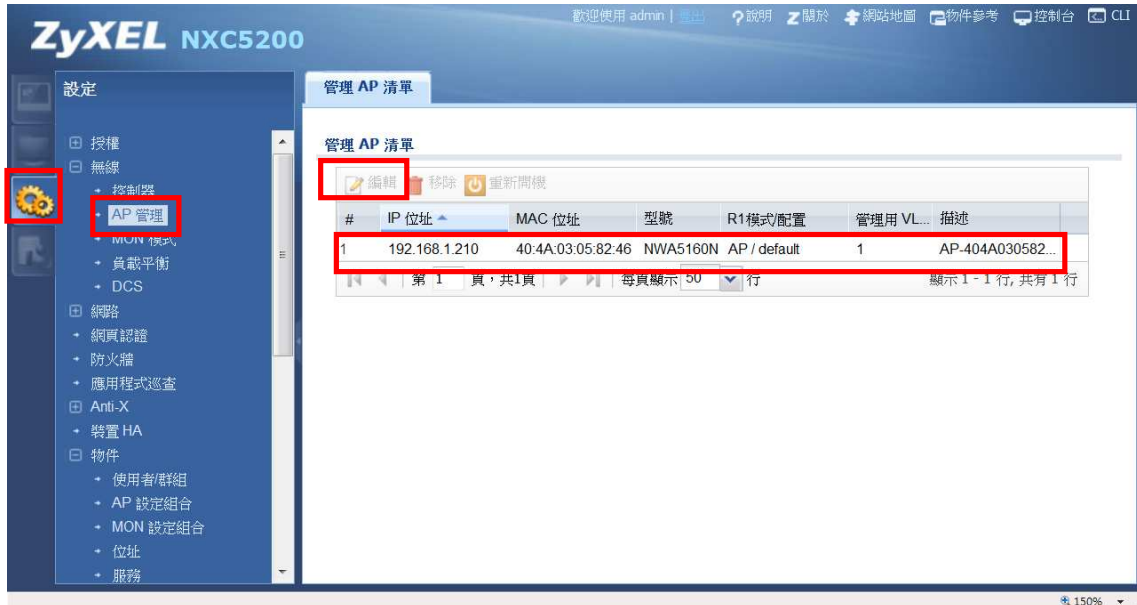 歡迎使用 admin | 登出 ?說明 Z關於 網站地圖 物件參考 控制台 CLI
ZyXEL NXC5200
設定
授權
無線
控制器
AP 管理
MON 模式
負載平衡
DCS
網路
網頁認證
防火牆
應用程式巡查
Anti-X
裝置 HA
物件
使用者/群組
AP 設定組合
MON 設定組合
位址
服務
管理 AP 清單
管理 AP 清單
編輯 移除 重新開機
# IP 位址 MAC 位址 型號 R1模式/配置 管理用 VL... 描述
1 192.168.1.210 40:4A:03:05:82:46 NWA5160N AP / default 1 AP-404A030582...
第 1 頁,共1頁 每頁顯示 50 行 顯示 1 - 1 行, 共有 1 行
150%